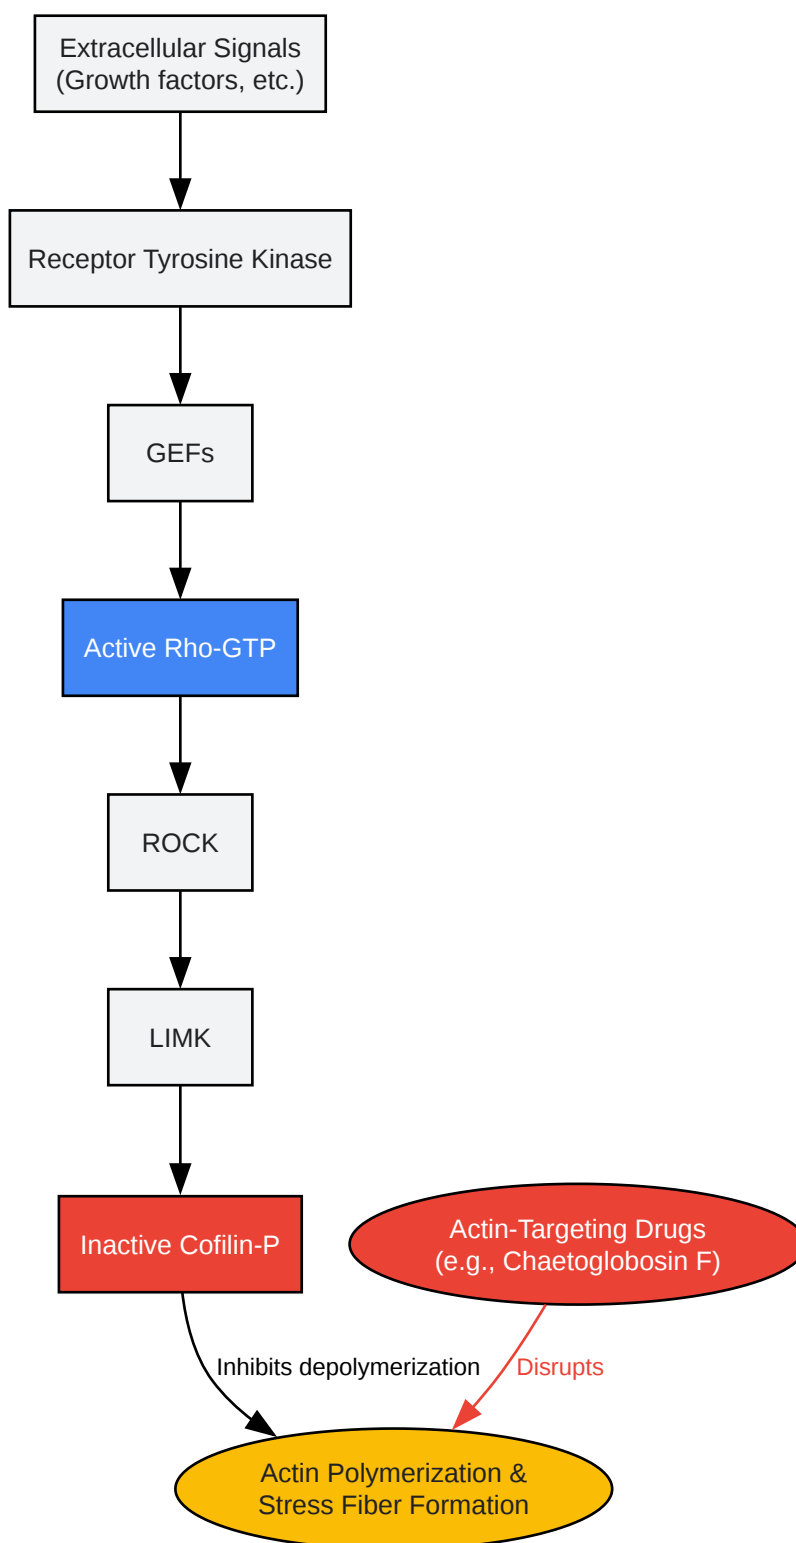 Extracellular Signals
(Growth factors, etc.)
Receptor Tyrosine Kinase
GEFs
Active Rho-GTP
ROCK
LIMK
Inactive Cofilin-P
Actin-Targeting Drugs
(e.g., Chaetoglobosin F)
Inhibits depolymerization
Disrupts
Actin Polymerization &
Stress Fiber Formation